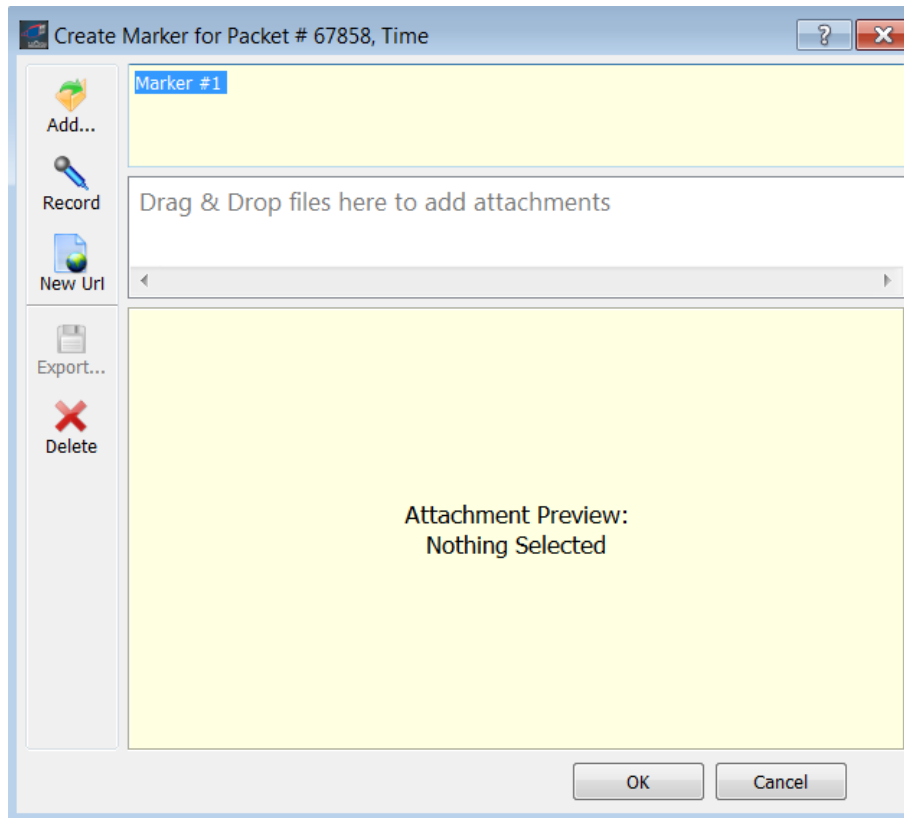 Create Marker for Packet # 67858, Time
Marker #1
Add...
Record
New Url
Export...
Delete
Drag & Drop files here to add attachments
Attachment Preview:
Nothing Selected
OK
Cancel